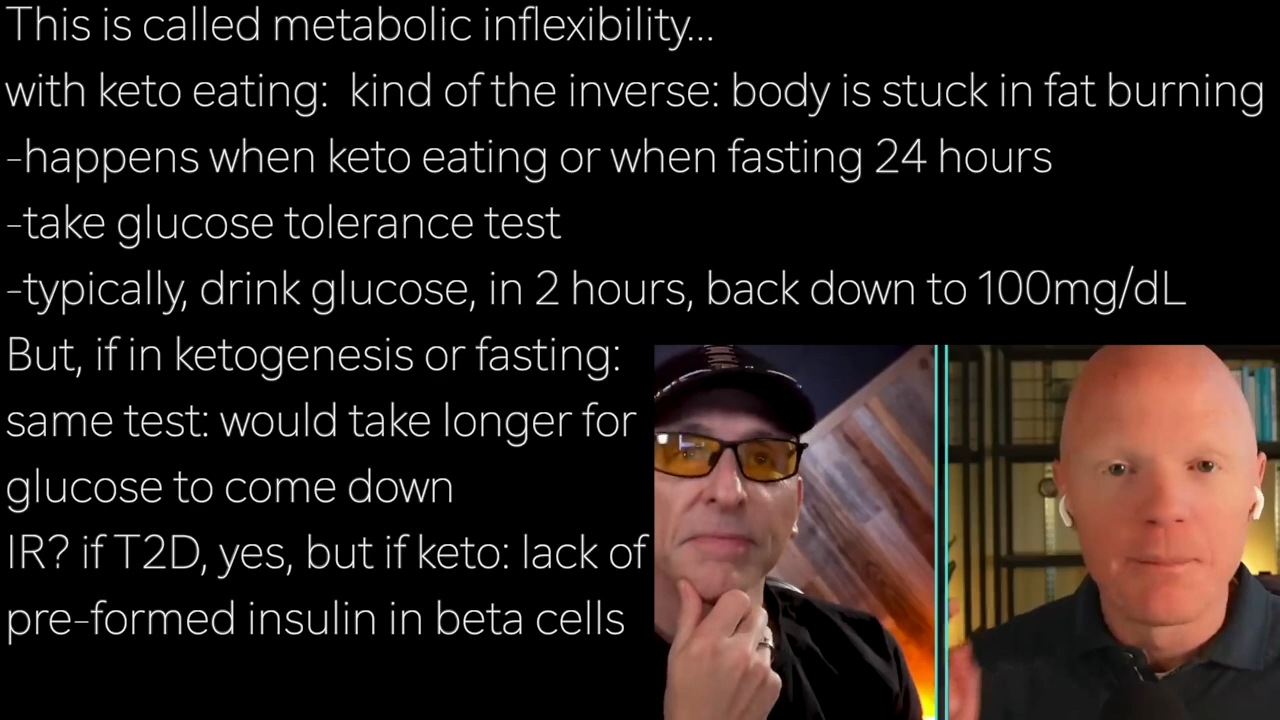 This is called metabolic inflexibility...
with keto eating:  kind of the inverse: body is stuck in fat burning
-happens when keto eating or when fasting 24 hours
-take glucose tolerance test
-typically, drink glucose, in 2 hours, back down to 100mg/dL
But, if in ketogenesis or fasting:
same test: would take longer for
glucose to come down
IR? if T2D, yes, but if keto: lack of
pre-formed insulin in beta cells